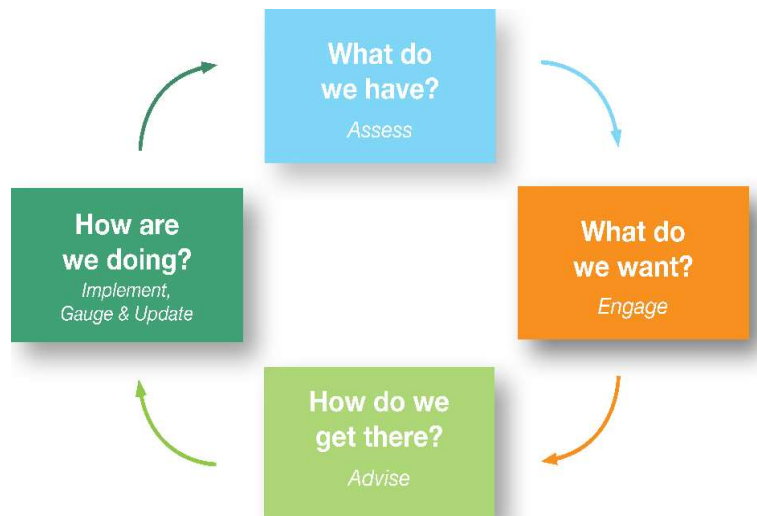 What do
we have?
Assess
What do
we want?
Engage
How do we
get there?
Advise
How are
we doing?
Implement,
Gauge & Update